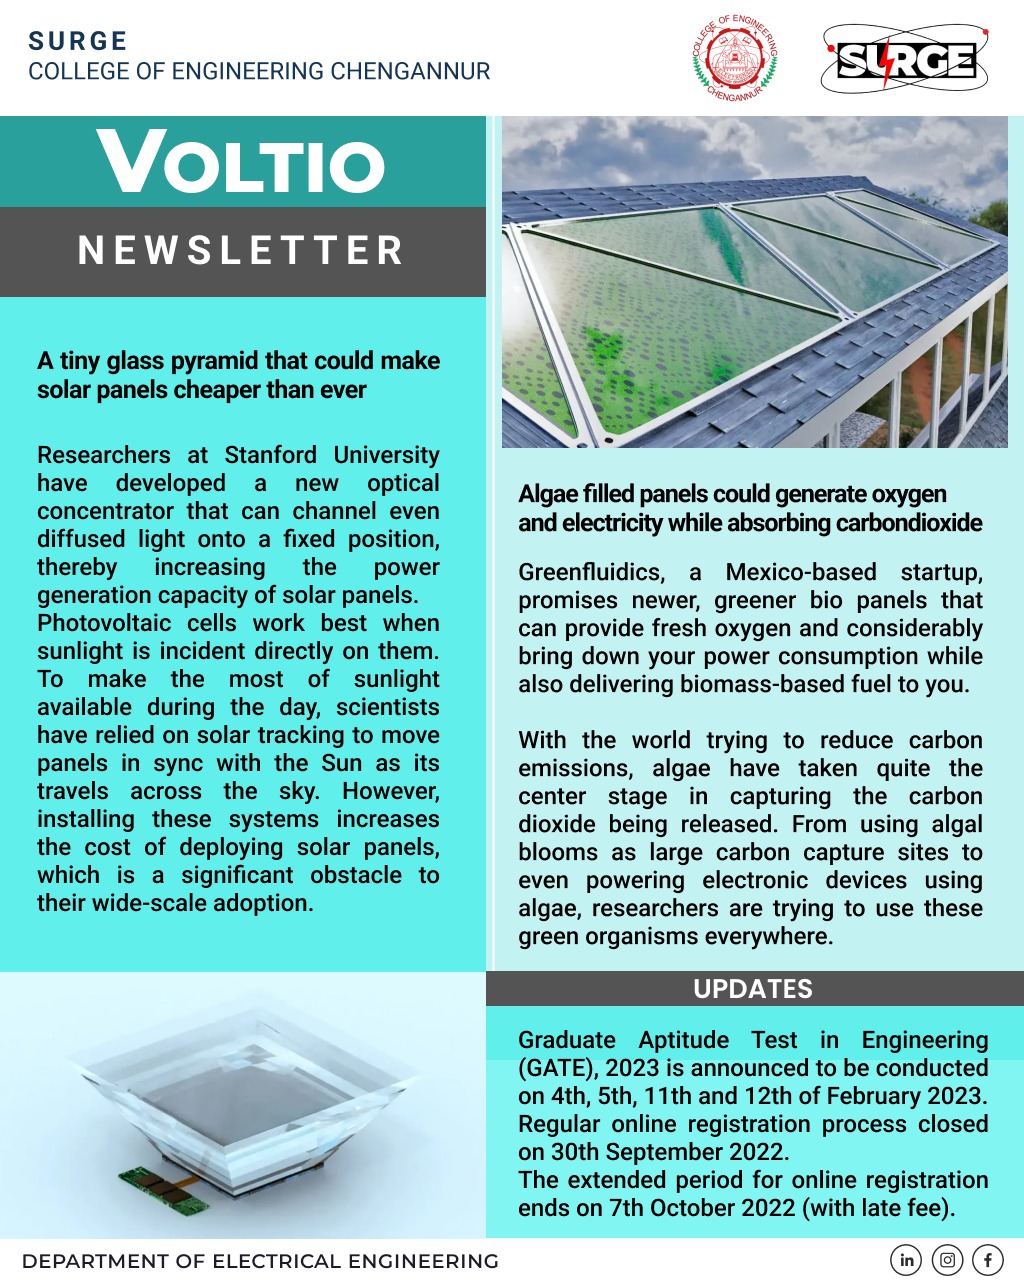 SURGE
COLLEGE OF ENGINEERING CHENGANNUR
COLLEGE OF ENGINEERING
CHENGANNUR
SURGE
VOLTIO
NEWSLETTER
A tiny glass pyramid that could make
solar panels cheaper than ever
Researchers at Stanford University
have developed a new optical
concentrator that can channel even
diffused light onto a fixed position,
thereby increasing the power
generation capacity of solar panels.
Photovoltaic cells work best when
sunlight is incident directly on them.
To make the most of sunlight
available during the day, scientists
have relied on solar tracking to move
panels in sync with the Sun as its
travels across the sky. However,
installing these systems increases
the cost of deploying solar panels,
which is a significant obstacle to
their wide-scale adoption.
Algae filled panels could generate oxygen
and electricity while absorbing carbondioxide
Greenfluidics, a Mexico-based startup,
promises newer, greener bio panels that
can provide fresh oxygen and considerably
bring down your power consumption while
also delivering biomass-based fuel to you.
With the world trying to reduce carbon
emissions, algae have taken quite the
center stage in capturing the carbon
dioxide being released. From using algal
blooms as large carbon capture sites to
even powering electronic devices using
algae, researchers are trying to use these
green organisms everywhere.
UPDATES
Graduate Aptitude Test in Engineering
(GATE), 2023 is announced to be conducted
on 4th, 5th, 11th and 12th of February 2023.
Regular online registration process closed
on 30th September 2022.
The extended period for online registration
ends on 7th October 2022 (with late fee).
DEPARTMENT OF ELECTRICAL ENGINEERING
in
f